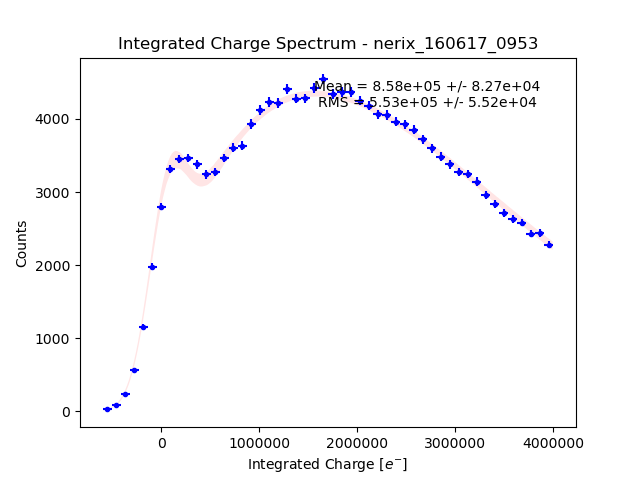 Integrated Charge Spectrum - nerix_160617_0953
Mean = 8.58e+05 +/- 8.27e+04
RMS = 5.53e+05 +/- 5.52e+04
Counts
4000
3000
2000
1000
0
0 1000000 2000000 3000000 4000000
Integrated Charge [e⁻]